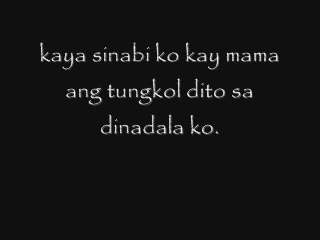 kaya sinabi ko kay mama
ang tungkol dito sa
dinadala ko.